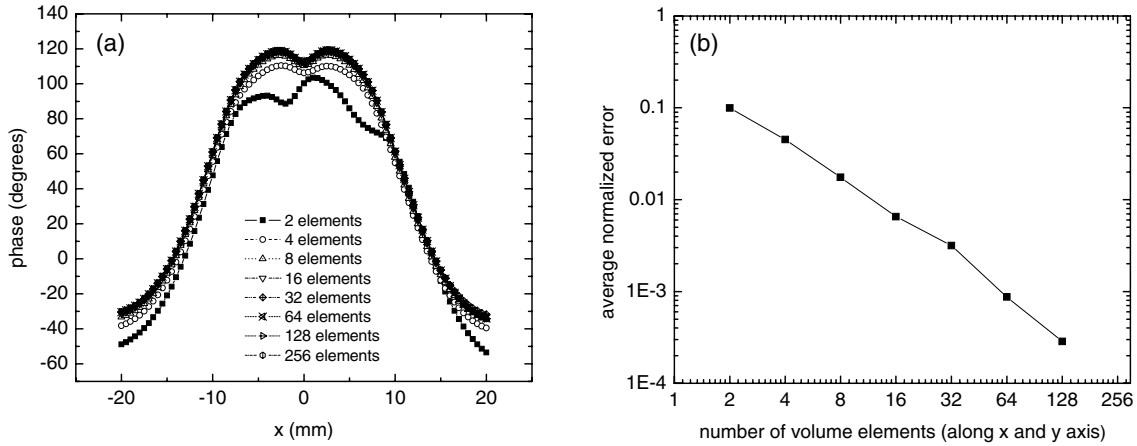 (a)
140
120
100
80
60
40
20
0
-20
-40
-60
phase (degrees)
2 elements
4 elements
8 elements
16 elements
32 elements
64 elements
128 elements
256 elements
-20 -10 0 10 20
x (mm)
(b)
1
0.1
0.01
1E-3
1E-4
average normalized error
1 2 4 8 16 32 64 128 256
number of volume elements (along x and y axis)